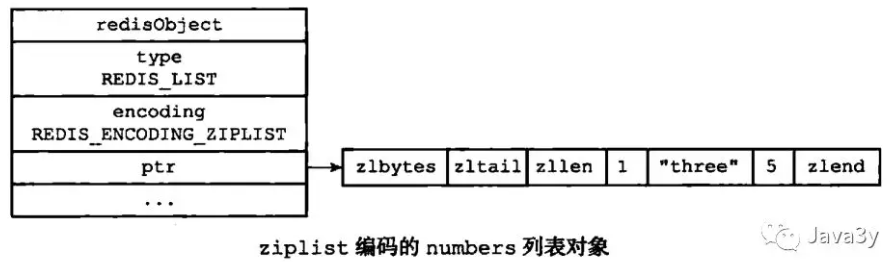 redisObject
type
REDIS_LIST
encoding
REDIS_ENCODING_ZIPLIST
ptr
...
zlbytes zltail zllen 1 "three" 5 zlend
ziplist 编码的 numbers 列表对象
Java3y